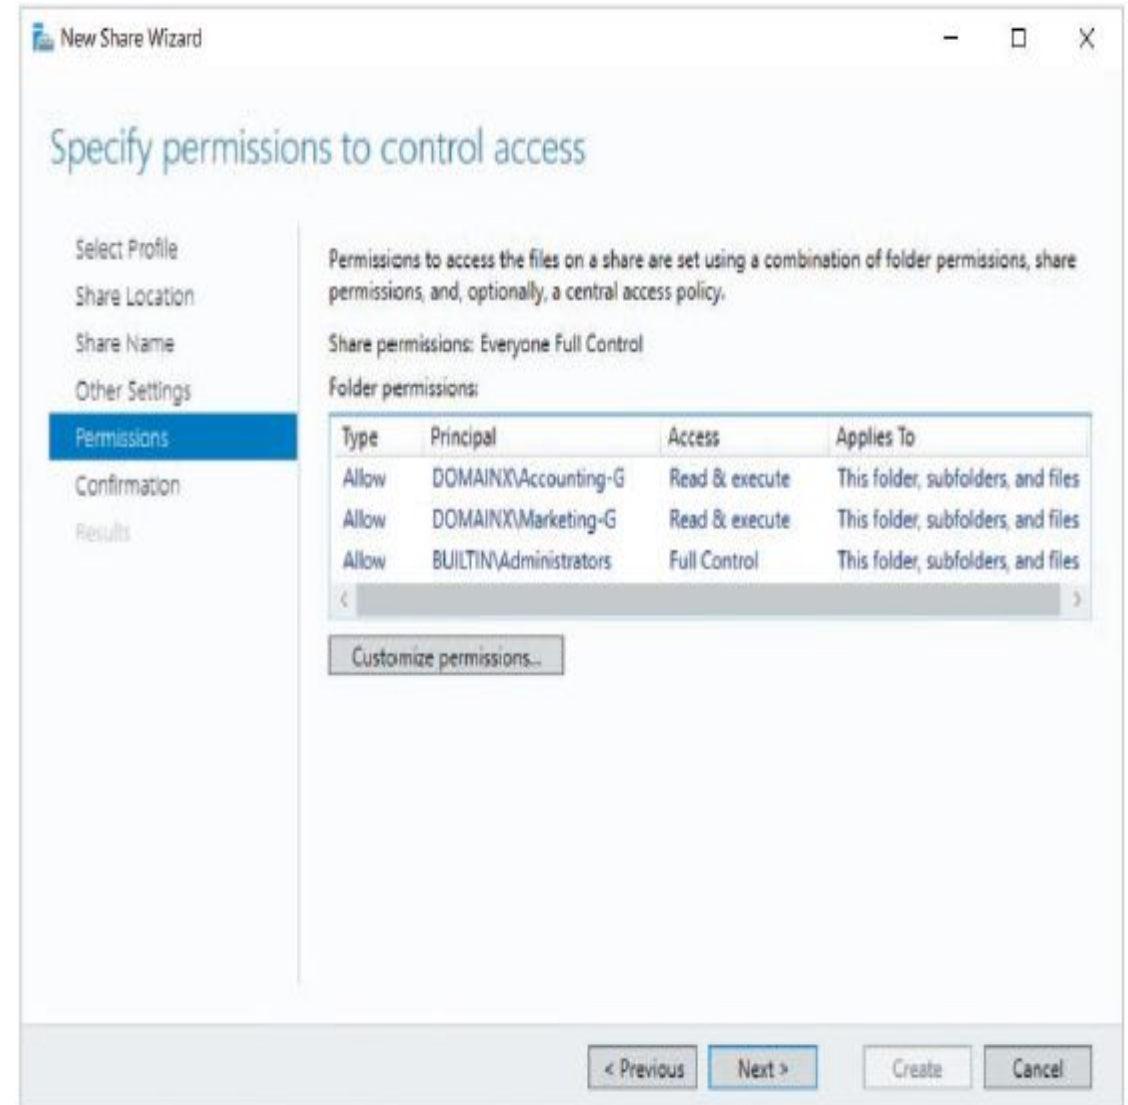 New Share Wizard
Specify permissions to control access
Select Profile
Share Location
Share Name
Other Settings
Permissions
Confirmation
Results
Permissions to access the files on a share are set using a combination of folder permissions, share
permissions, and, optionally, a central access policy.
Share permissions: Everyone Full Control
Folder permissions:
Type Principal Access Applies To
Allow DOMAINX\Accounting-G Read & execute This folder, subfolders, and files
Allow DOMAINX\Marketing-G Read & execute This folder, subfolders, and files
Allow BUILTIN\Administrators Full Control This folder, subfolders, and files
Customize permissions...
< Previous Next > Create Cancel